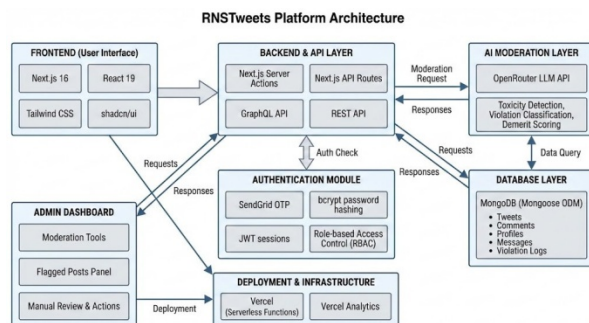 RNSTweets Platform Architecture
FRONTEND (User Interface)
Next.js 16
React 19
Tailwind CSS
shadcn/ui
BACKEND & API LAYER
Next.js Server
Actions
Next.js API Routes
GraphQL API
REST API
Moderation
Request
Responses
AI MODERATION LAYER
OpenRouter LLM API
Toxicity Detection,
Violation Classification,
Demerit Scoring
Requests
Responses
Auth Check
Requests
Responses
Data Query
AUTHENTICATION MODULE
SendGrid OTP
bcrypt password
hashing
JWT sessions
Role-based Access
Control (RBAC)
DATABASE LAYER
MongoDB (Mongoose ODM)
• Tweets
• Comments
• Profiles
• Messages
• Violation Logs
ADMIN DASHBOARD
Moderation Tools
Flagged Posts Panel
Manual Review & Actions
Deployment
DEPLOYMENT & INFRASTRUCTURE
Vercel
(Serverless Functions)
Vercel Analytics